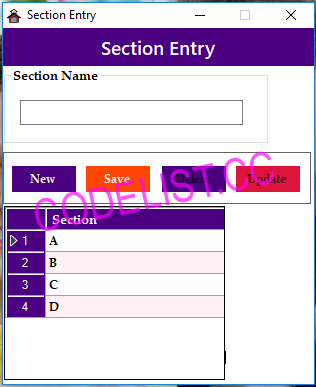 Section Entry
Section Entry
Section Name
New Save Delete Update
CODELIST.CC
Section
1 A
2 B
3 C
4 D